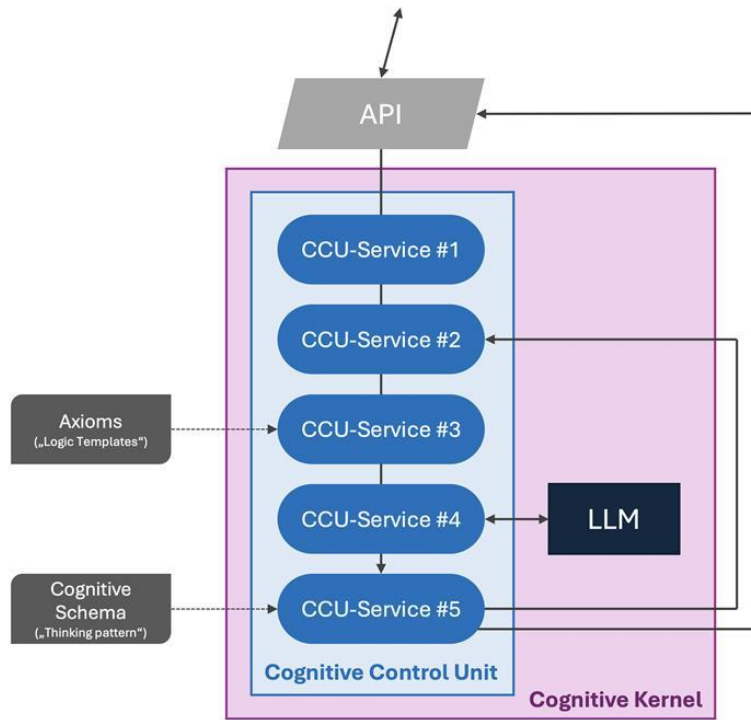 API
CCU-Service #1
CCU-Service #2
Axioms
(„Logic Templates“)
CCU-Service #3
CCU-Service #4
LLM
Cognitive
Schema
(„Thinking pattern“)
CCU-Service #5
Cognitive Control Unit
Cognitive Kernel